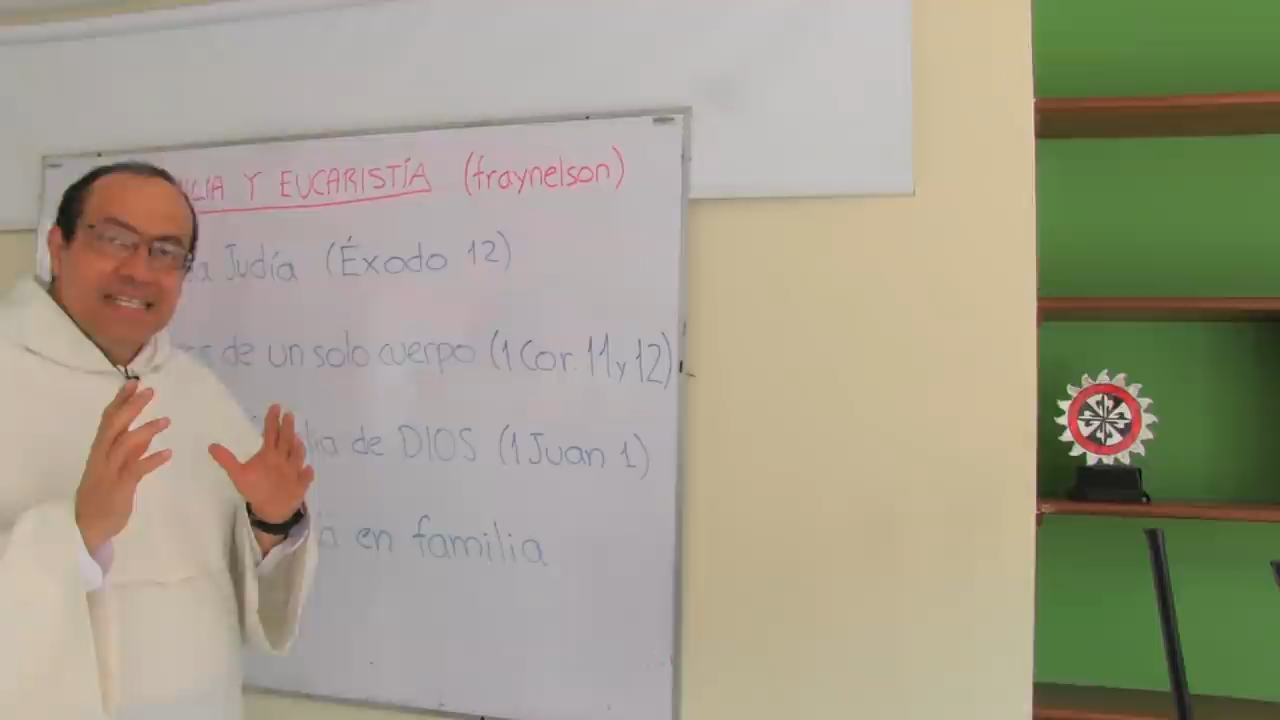 Y EUCARISTÍA (fraynelson)
Judía (Éxodo 12)
de un solo cuerpo (1 Cor. 11 y 12)
de DIOS (1 Juan 1)
en familia